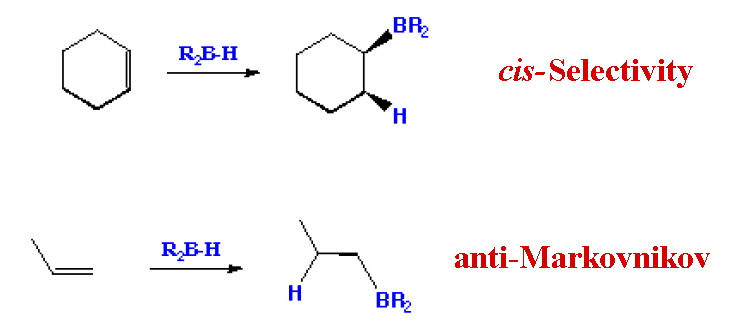 BR₂
R₂B-H
cis-Selectivity
H
R₂B-H
anti-Markovnikov
H
BR₂